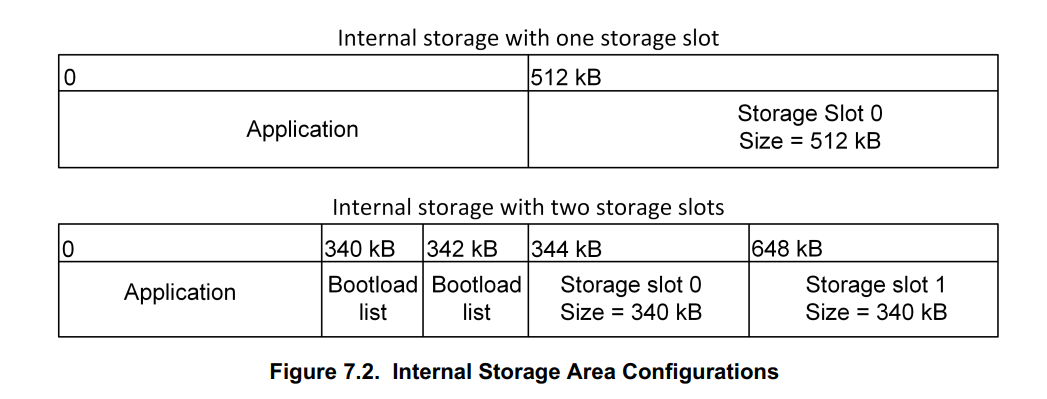 Internal storage with one storage slot
0
512 kB
Application
Storage Slot 0
Size = 512 kB
Internal storage with two storage slots
0
340 kB
342 kB
344 kB
648 kB
Application
Bootload
list
Bootload
list
Storage slot 0
Size = 340 kB
Storage slot 1
Size = 340 kB
Figure 7.2. Internal Storage Area Configurations